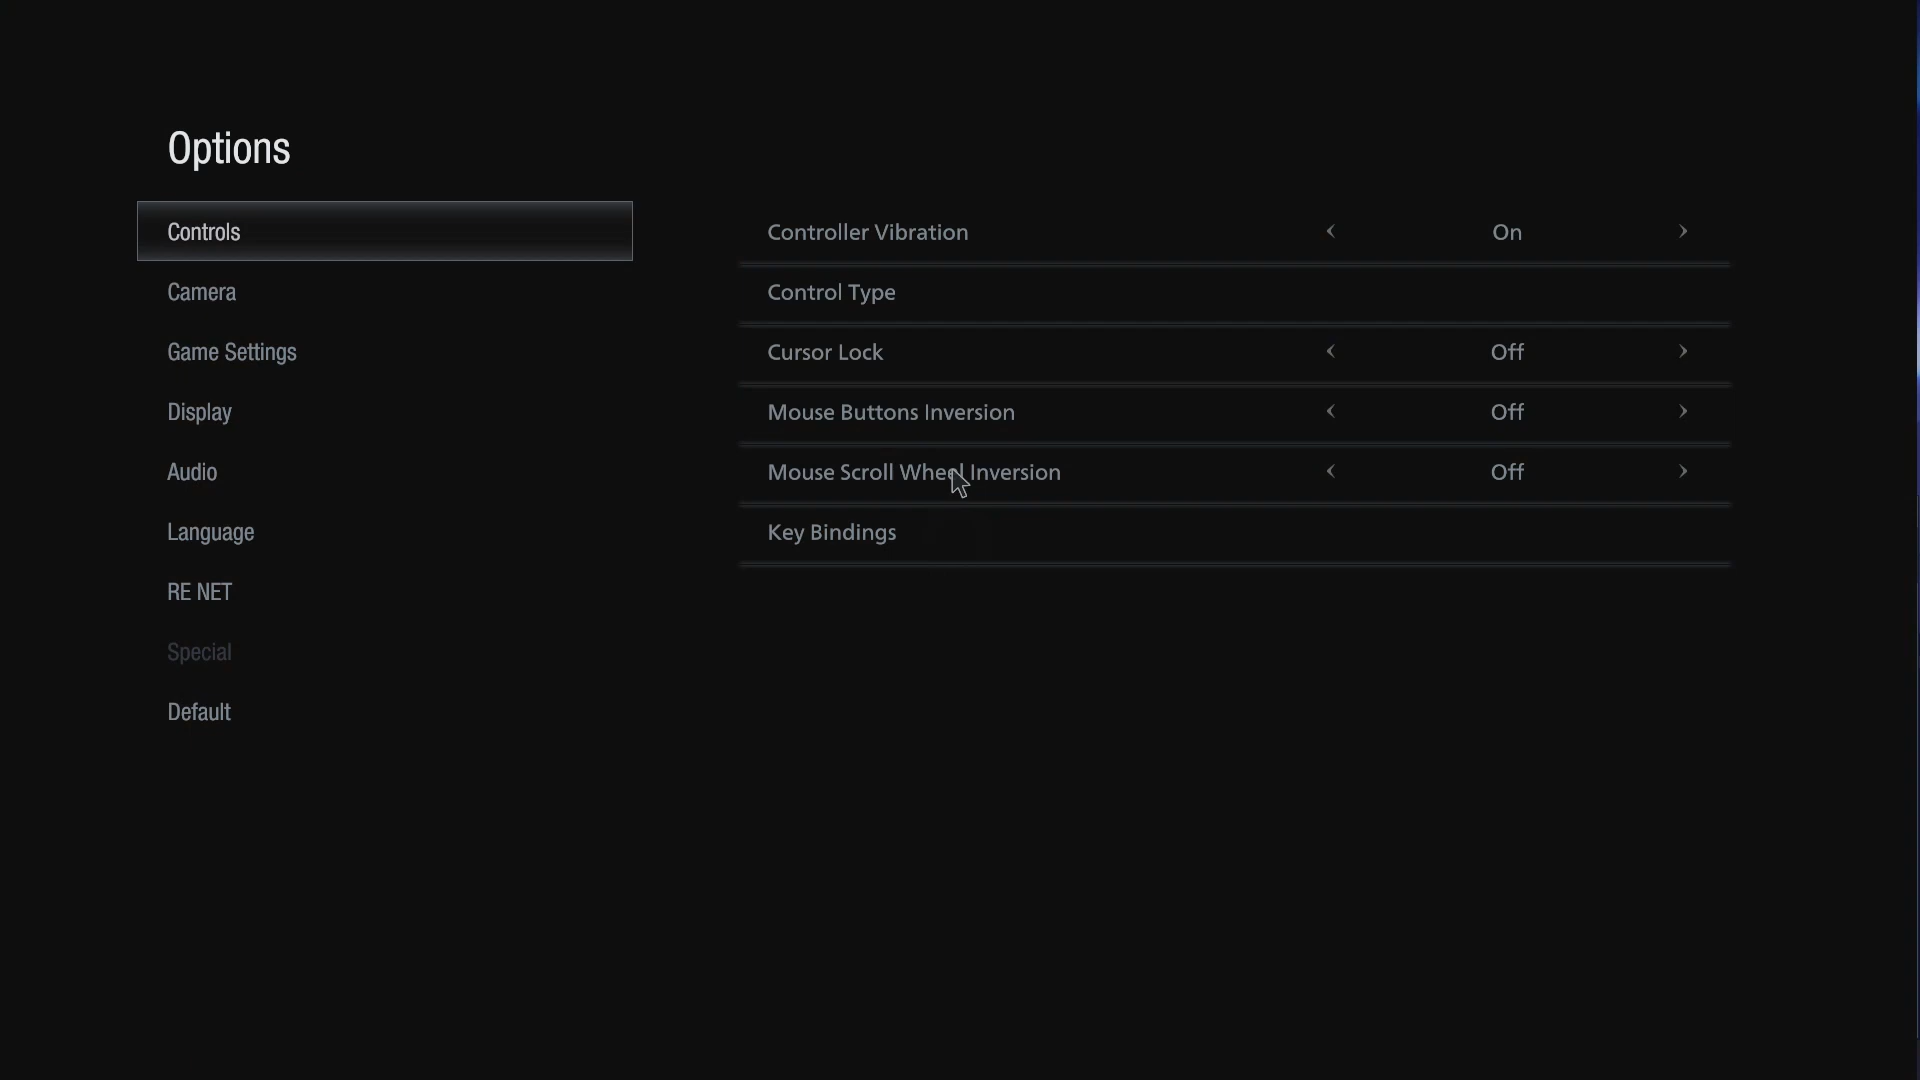 Options
Controls
Camera
Game Settings
Display
Audio
Language
RE NET
Special
Default
Controller Vibration On
Control Type
Cursor Lock Off
Mouse Buttons Inversion Off
Mouse Scroll Wheel Inversion Off
Key Bindings